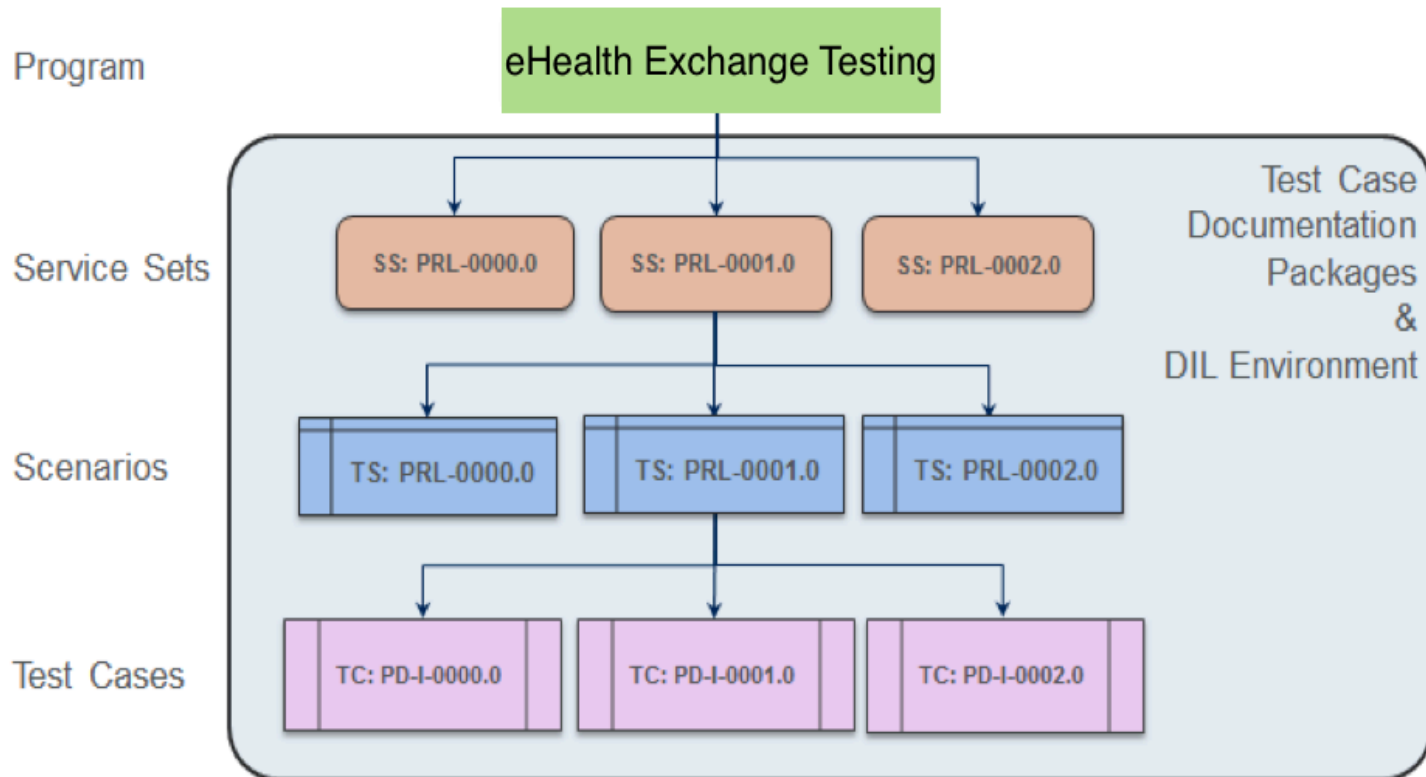 Program
eHealth Exchange Testing
Test Case
Documentation
Packages
&
DIL Environment
Service Sets
SS: PRL-0000.0
SS: PRL-0001.0
SS: PRL-0002.0
Scenarios
TS: PRL-0000.0
TS: PRL-0001.0
TS: PRL-0002.0
Test Cases
TC: PD-I-0000.0
TC: PD-I-0001.0
TC: PD-I-0002.0